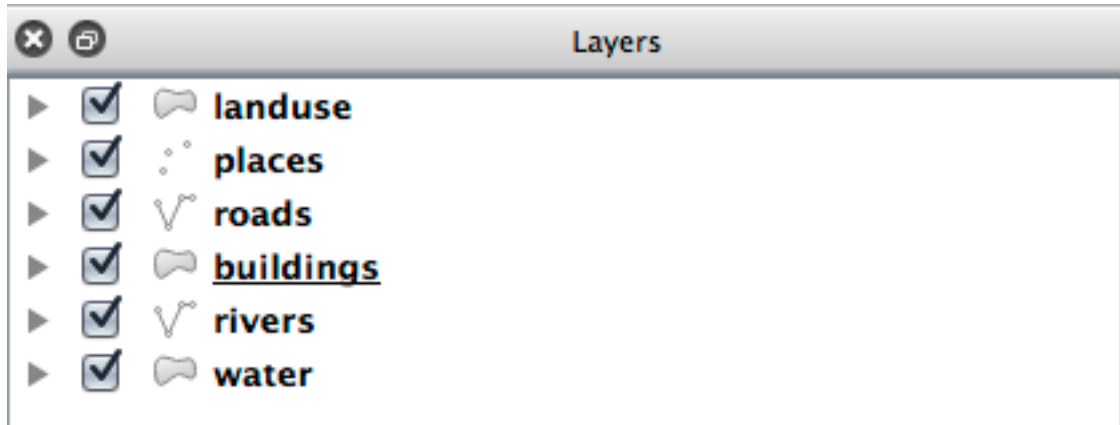 Layers
landuse
places
roads
buildings
rivers
water